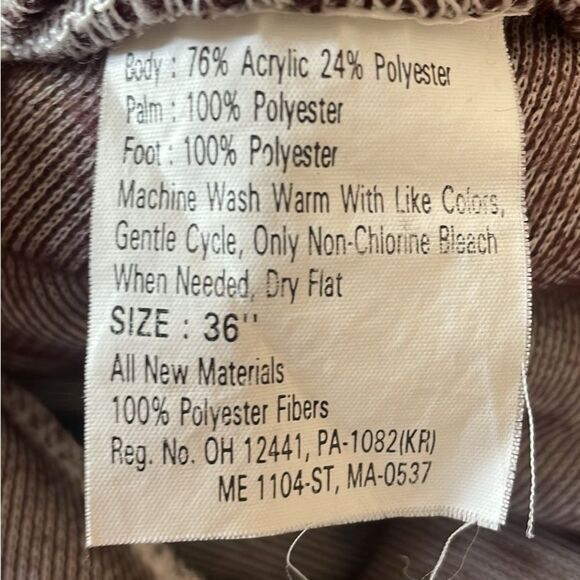 Body : 76% Acrylic 24% Polyester
Palm : 100% Polyester
Foot : 100% Polyester
Machine Wash Warm With Like Colors,
Gentle Cycle, Only Non-Chlorine Bleach
When Needed, Dry Flat
SIZE : 36"
All New Materials
100% Polyester Fibers
Reg. No. OH 12441, PA-1082(KR)
ME 1104-ST, MA-0537